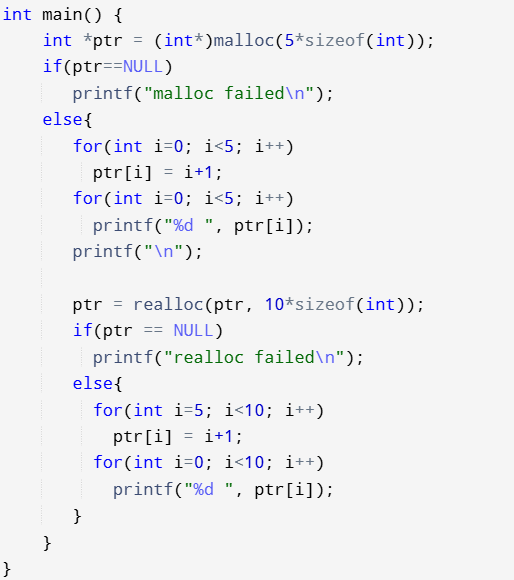 int main() {
    int *ptr = (int*)malloc(5*sizeof(int));
    if(ptr==NULL)
       printf("malloc failed\n");
    else{
       for(int i=0; i<5; i++)
         ptr[i] = i+1;
       for(int i=0; i<5; i++)
         printf("%d ", ptr[i]);
       printf("\n");

       ptr = realloc(ptr, 10*sizeof(int));
       if(ptr == NULL)
         printf("realloc failed\n");
       else{
         for(int i=5; i<10; i++)
           ptr[i] = i+1;
         for(int i=0; i<10; i++)
           printf("%d ", ptr[i]);
       }
    }
}